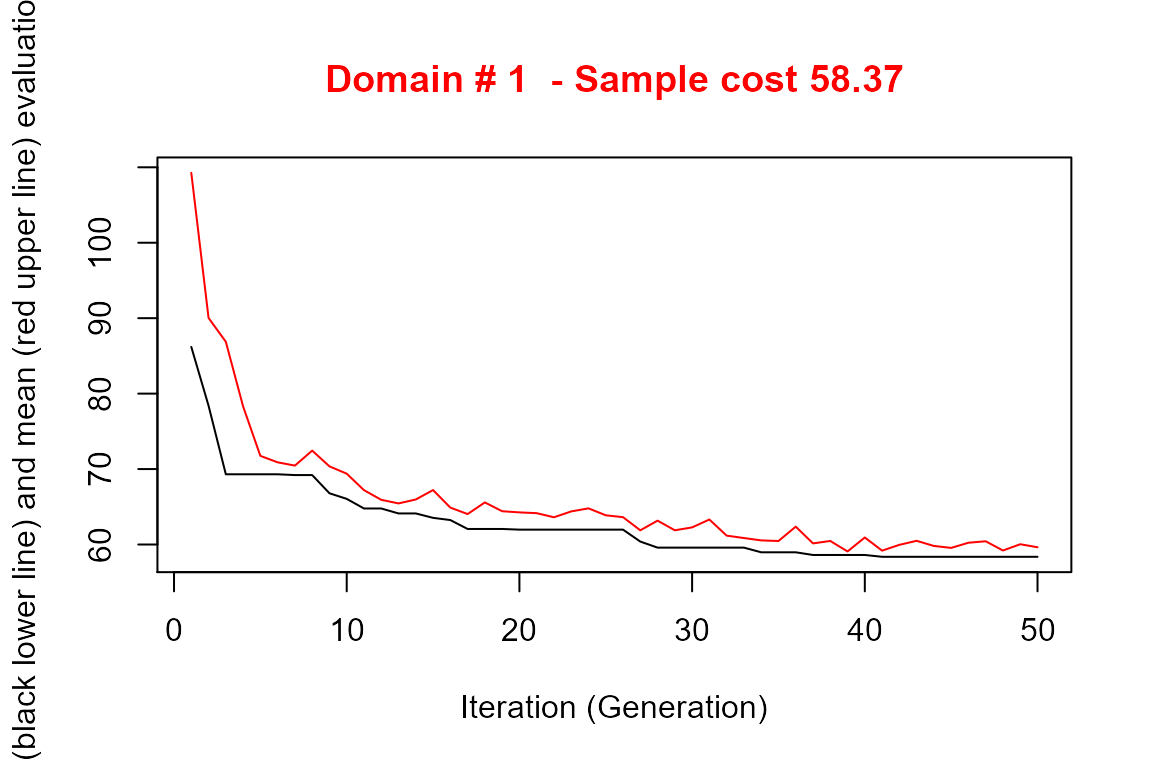 Domain # 1  - Sample cost 58.37
(black lower line) and mean (red upper line) evaluatio
100
90
80
70
60
0 10 20 30 40 50
Iteration (Generation)